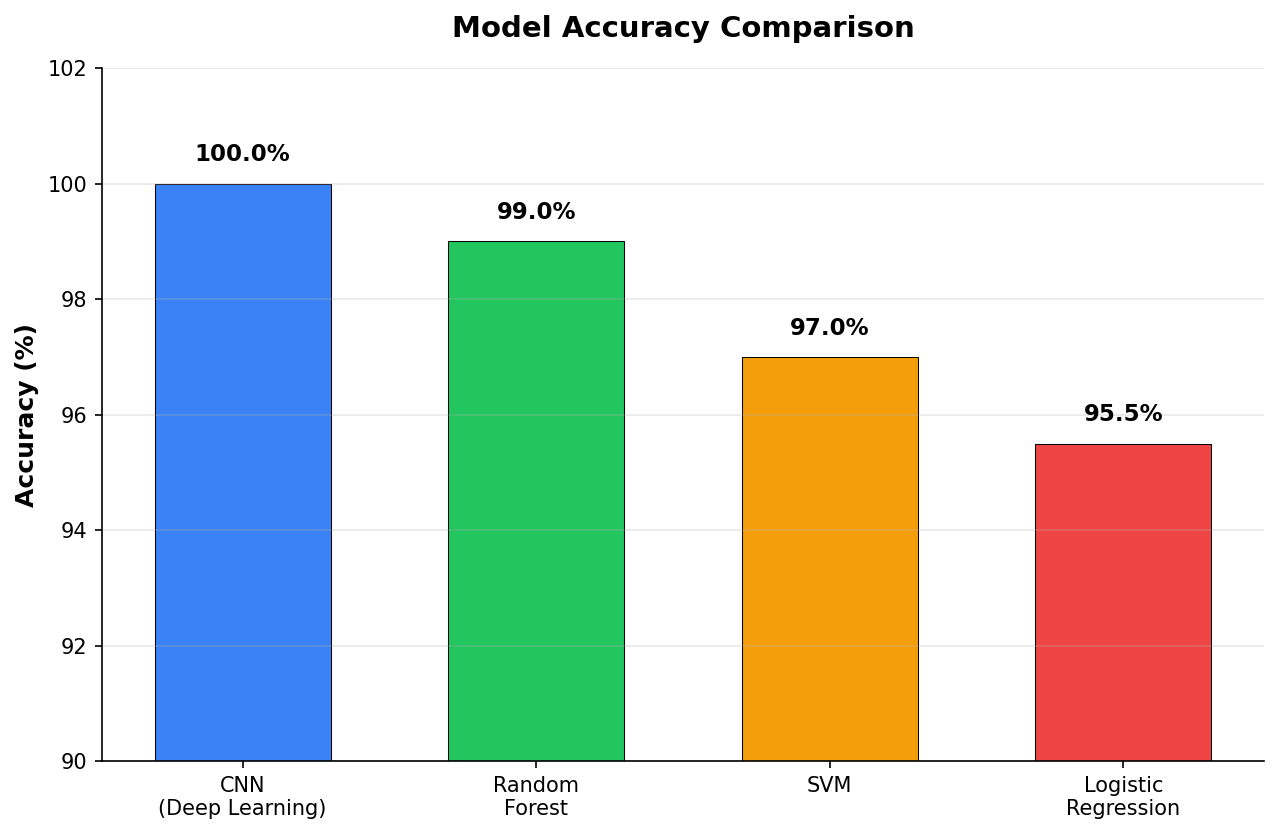 Model Accuracy Comparison
102
100
98
96
94
92
90
Accuracy (%)
100.0%
99.0%
97.0%
95.5%
CNN
(Deep Learning)
Random
Forest
SVM
Logistic
Regression